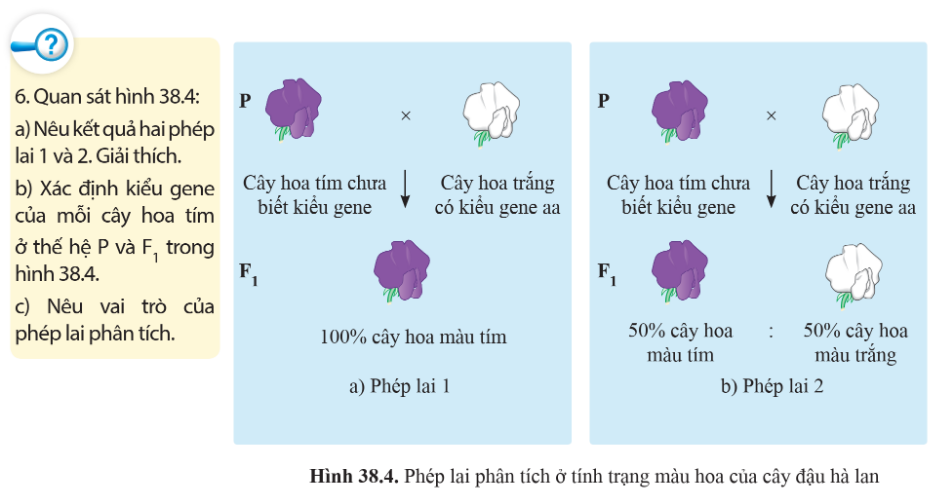 ?
6. Quan sát hình 38.4:
a) Nêu kết quả hai phép
lai 1 và 2. Giải thích.
b) Xác định kiểu gene
của mỗi cây hoa tím
ở thế hệ P và F1 trong
hình 38.4.
c) Nêu vai trò của
phép lai phân tích.
P
×
Cây hoa tím chưa
biết kiểu gene
Cây hoa trắng
có kiểu gene aa
F1
100% cây hoa màu tím
a) Phép lai 1
P
×
Cây hoa tím chưa
biết kiểu gene
Cây hoa trắng
có kiểu gene aa
F1
50% cây hoa
màu tím
:
50% cây hoa
màu trắng
b) Phép lai 2
Hình 38.4. Phép lai phân tích ở tính trạng màu hoa của cây đậu hà lan